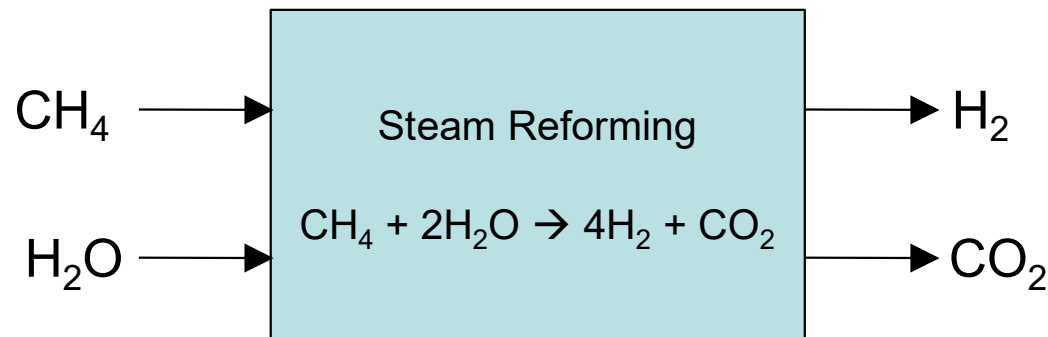 CH₄
H₂O
Steam Reforming
CH₄ + 2H₂O → 4H₂ + CO₂
H₂
CO₂